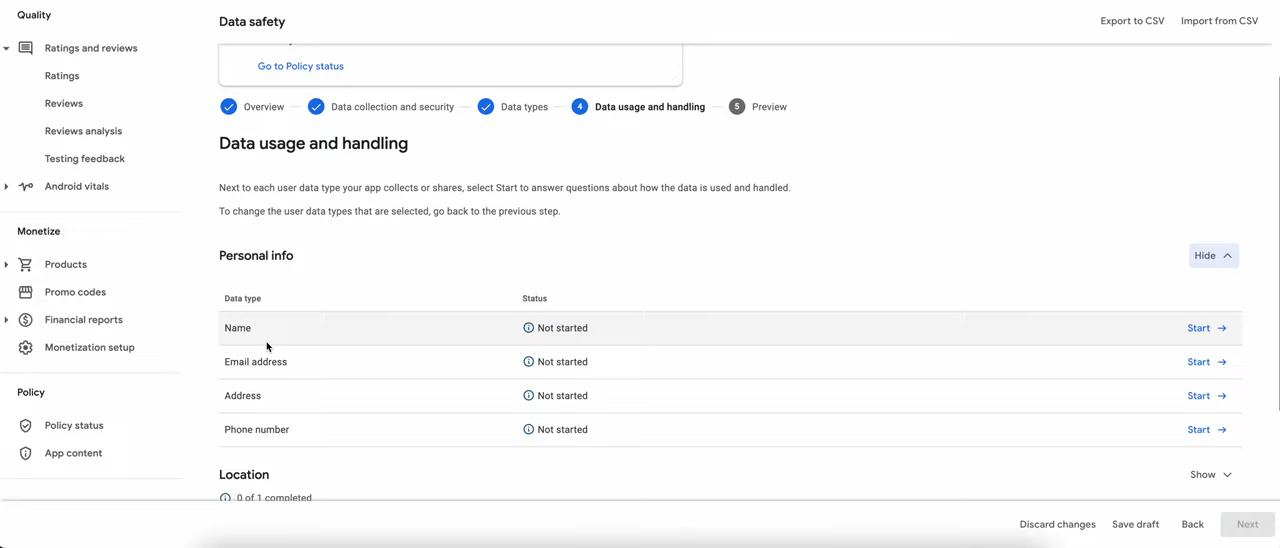 Quality
Ratings and reviews
Ratings
Reviews
Reviews analysis
Testing feedback
Android vitals
Monetize
Products
Promo codes
Financial reports
Monetization setup
Policy
Policy status
App content
Data safety
Export to CSV
Import from CSV
Go to Policy status
Overview
Data collection and security
Data types
4 Data usage and handling
5 Preview
Data usage and handling
Next to each user data type your app collects or shares, select Start to answer questions about how the data is used and handled.
To change the user data types that are selected, go back to the previous step.
Personal info
Hide
Data type Status
Name Not started Start
Email address Not started Start
Address Not started Start
Phone number Not started Start
Location
Show
0 of 1 completed
Discard changes
Save draft
Back
Next